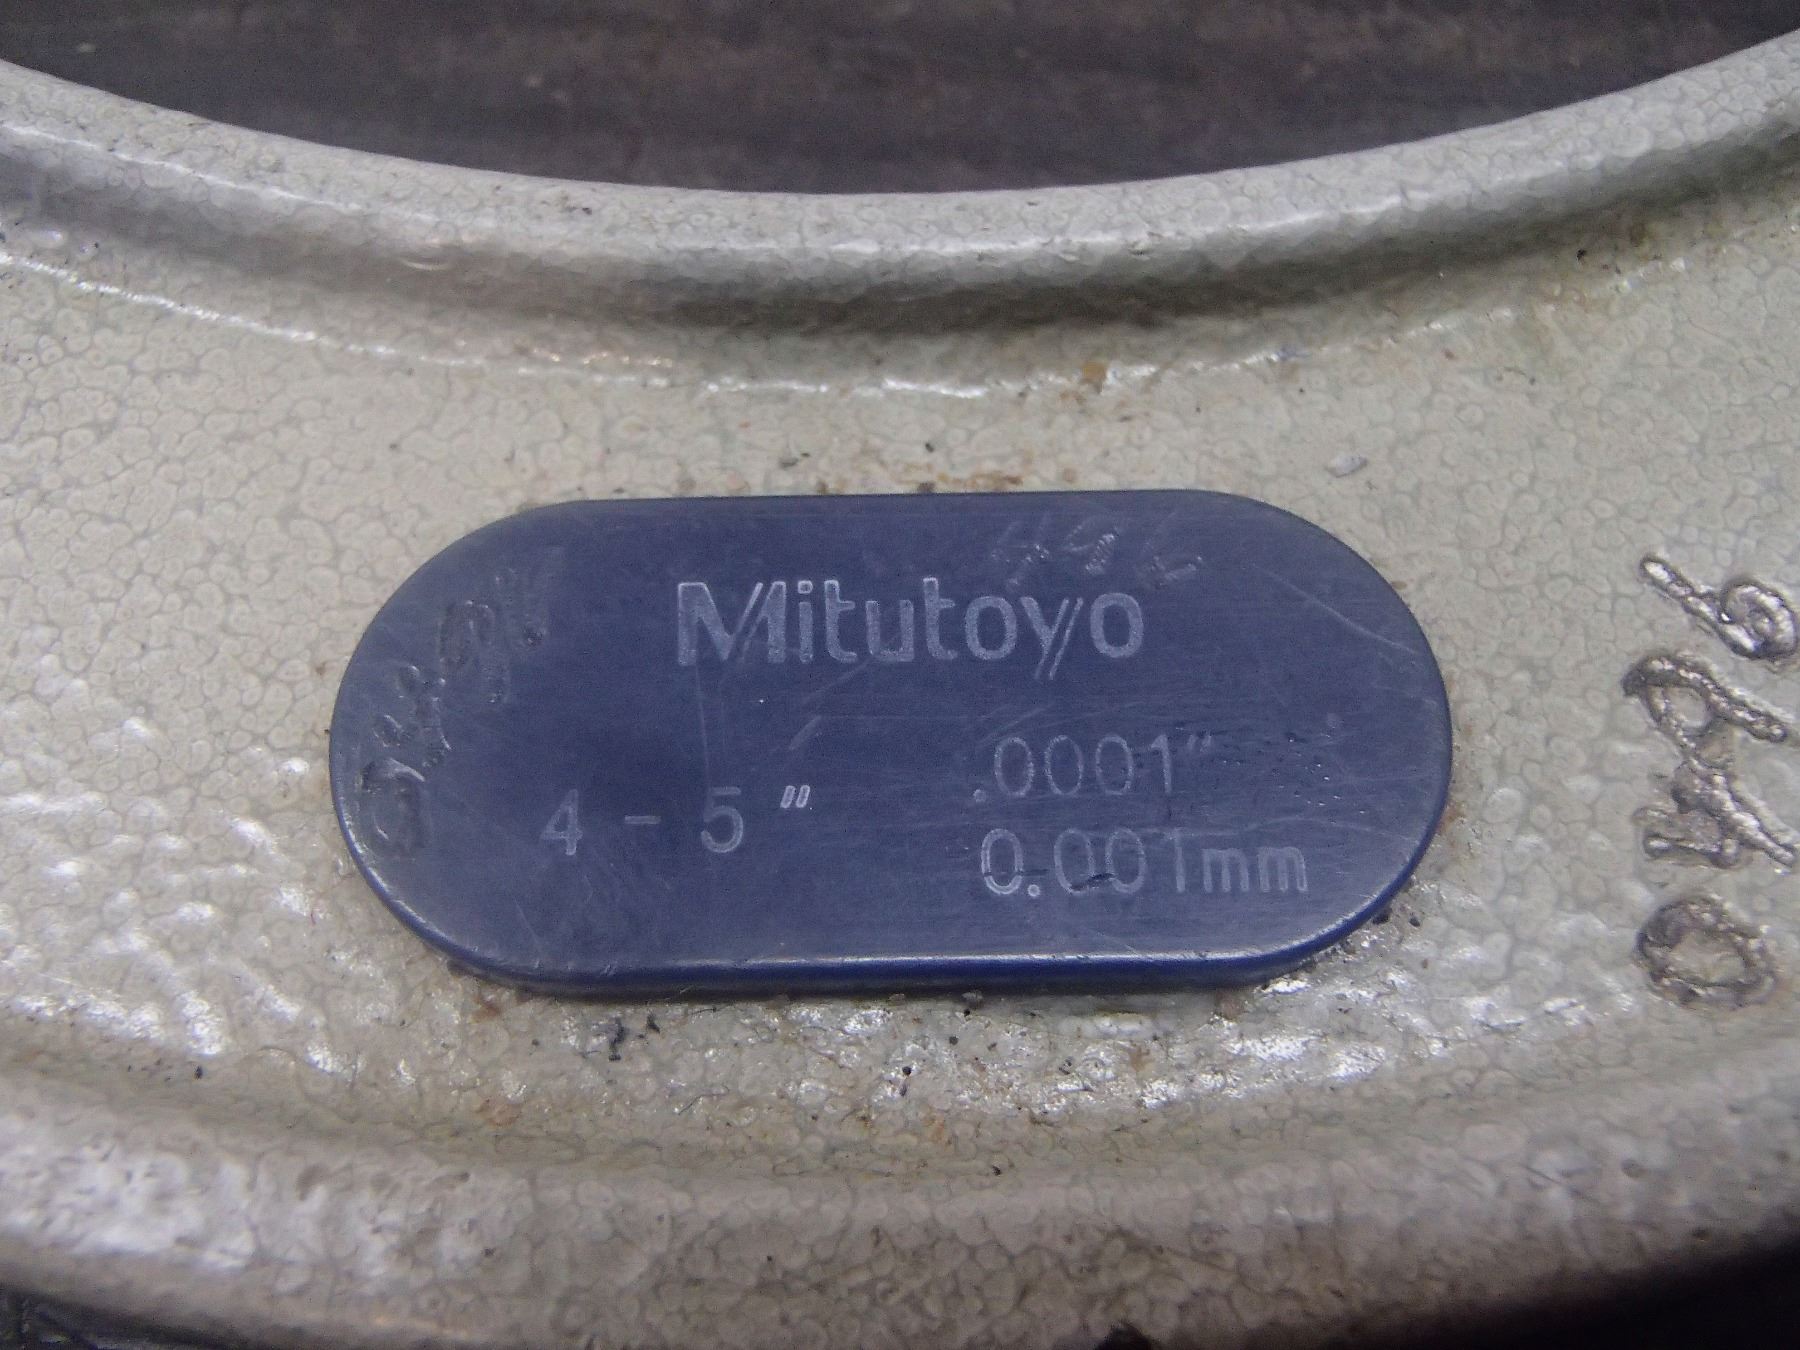 Mitutoyo
4 - 5 "
.0001"
0.001mm